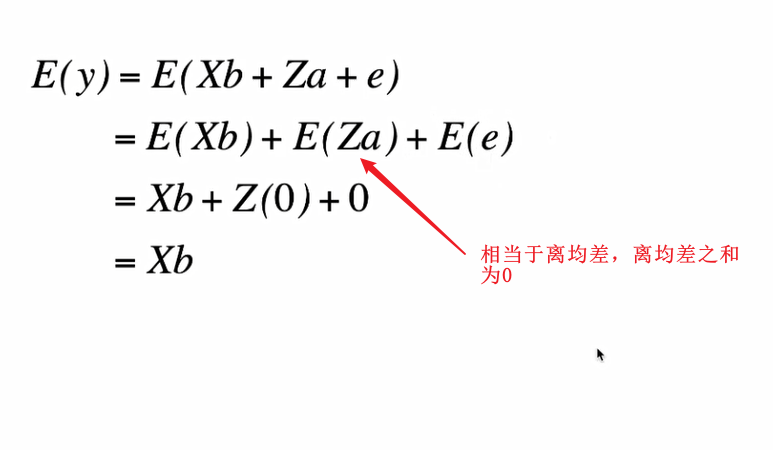 E(y) = E(Xb + Za + e)
= E(Xb) + E(Za) + E(e)
= Xb + Z(0) + 0
= Xb
相当于离均差，离均差之和
为0